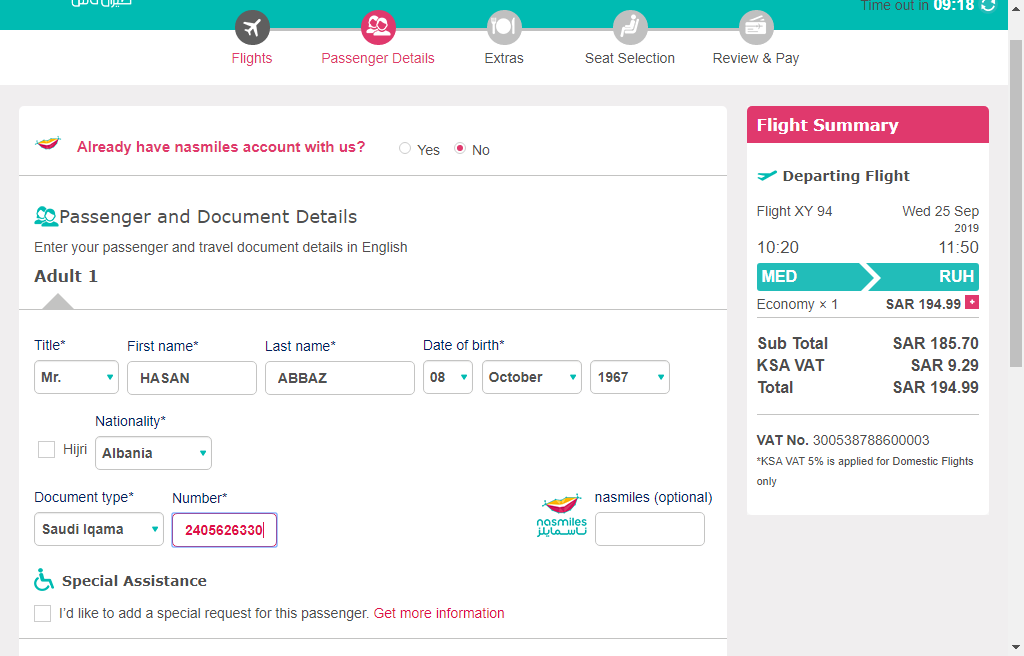 Time out in 09:18
Flights
Passenger Details
Extras
Seat Selection
Review & Pay
Already have nasmiles account with us?
Yes
No
Passenger and Document Details
Enter your passenger and travel document details in English
Adult 1
Title*
First name*
Last name*
Date of birth*
Mr.
HASAN
ABBAZ
08
October
1967
Nationality*
Hijri
Albania
Document type*
Number*
nasmiles (optional)
Saudi Iqama
2405626330
nasmiles
ناسمايلز
Special Assistance
I'd like to add a special request for this passenger. Get more information
Flight Summary
Departing Flight
Flight XY 94
Wed 25 Sep
2019
10:20
11:50
MED
RUH
Economy × 1
SAR 194.99
Sub Total
SAR 185.70
KSA VAT
SAR 9.29
Total
SAR 194.99
VAT No. 300538788600003
*KSA VAT 5% is applied for Domestic Flights
only